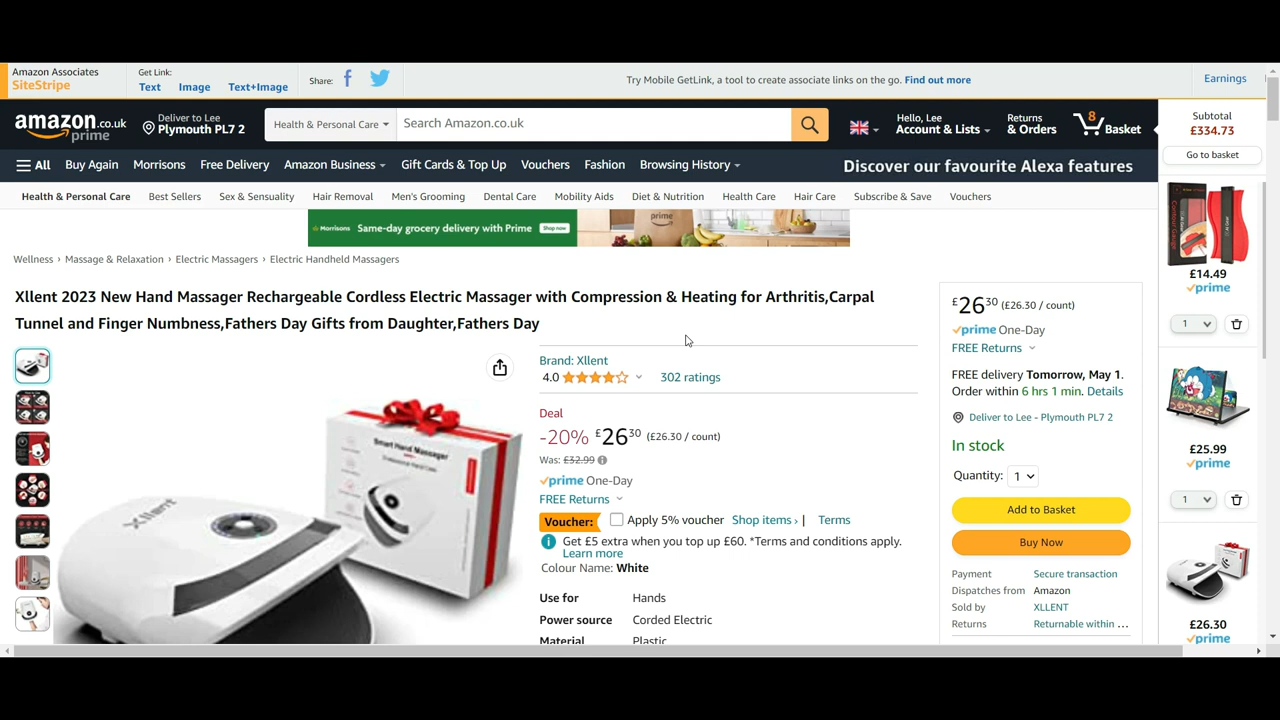 Amazon Associates
SiteStripe
Get Link:
Text Image Text+Image
Share:
Try Mobile GetLink, a tool to create associate links on the go. Find out more
Earnings
amazon.co.uk
prime
Deliver to Lee
Plymouth PL7 2
Health & Personal Care
Search Amazon.co.uk
Hello, Lee
Account & Lists
Returns
& Orders
8
Basket
All Buy Again Morrisons Free Delivery Amazon Business Gift Cards & Top Up Vouchers Fashion Browsing History
Discover our favourite Alexa features
Health & Personal Care Best Sellers Sex & Sensuality Hair Removal Men's Grooming Dental Care Mobility Aids Diet & Nutrition Health Care Hair Care Subscribe & Save Vouchers
Morrisons Same-day grocery delivery with Prime Shop now
prime
Wellness › Massage & Relaxation › Electric Massagers › Electric Handheld Massagers
Xllent 2023 New Hand Massager Rechargeable Cordless Electric Massager with Compression & Heating for Arthritis,Carpal
Tunnel and Finger Numbness,Fathers Day Gifts from Daughter,Fathers Day
Smart Hand Massager
Xllent
Brand: Xllent
4.0
302 ratings
Deal
-20% £26.30 (£26.30 / count)
Was: £32.99
prime One-Day
FREE Returns
Voucher: Apply 5% voucher Shop items › | Terms
Get £5 extra when you top up £60. *Terms and conditions apply.
Learn more
Colour Name: White
Use for Hands
Power source Corded Electric
Material Plastic
£26.30 (£26.30 / count)
prime One-Day
FREE Returns
FREE delivery Tomorrow, May 1.
Order within 6 hrs 1 min. Details
Deliver to Lee - Plymouth PL7 2
In stock
Quantity: 1
Add to Basket
Buy Now
Payment Secure transaction
Dispatches from Amazon
Sold by XLLENT
Returns Returnable within …
Subtotal
£334.73
Go to basket
£14.49
prime
1
£25.99
prime
1
£26.30
prime